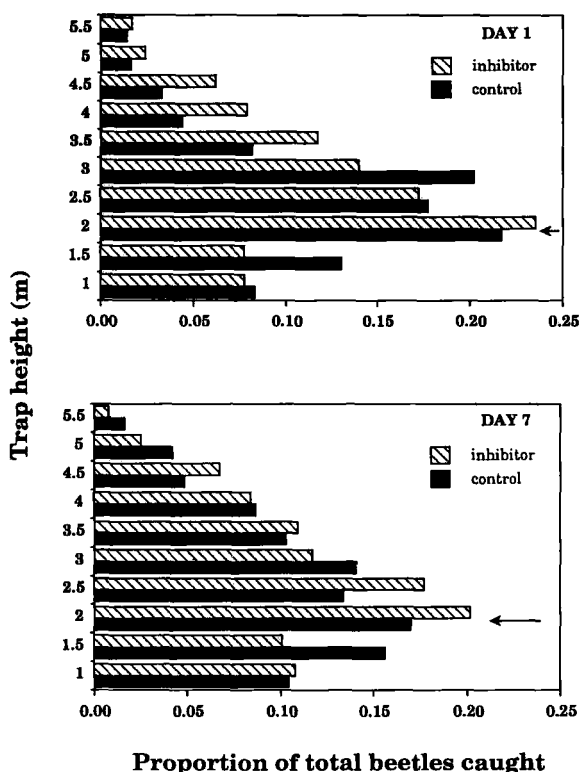 DAY 1
inhibitor
control
5.5
5
4.5
4
3.5
3
2.5
2
1.5
1
0.00 0.05 0.10 0.15 0.20 0.25
Trap height (m)
DAY 7
inhibitor
control
5.5
5
4.5
4
3.5
3
2.5
2
1.5
1
0.00 0.05 0.10 0.15 0.20 0.25
Proportion of total beetles caught